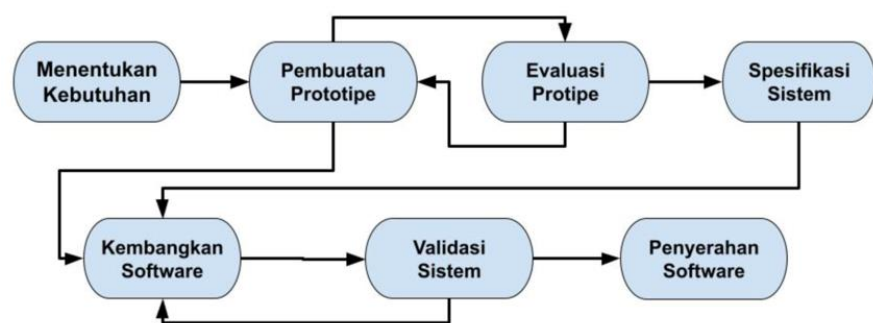 Menentukan
Kebutuhan
Pembuatan
Prototipe
Evaluasi
Protipe
Spesifikasi
Sistem
Kembangkan
Software
Validasi
Sistem
Penyerahan
Software